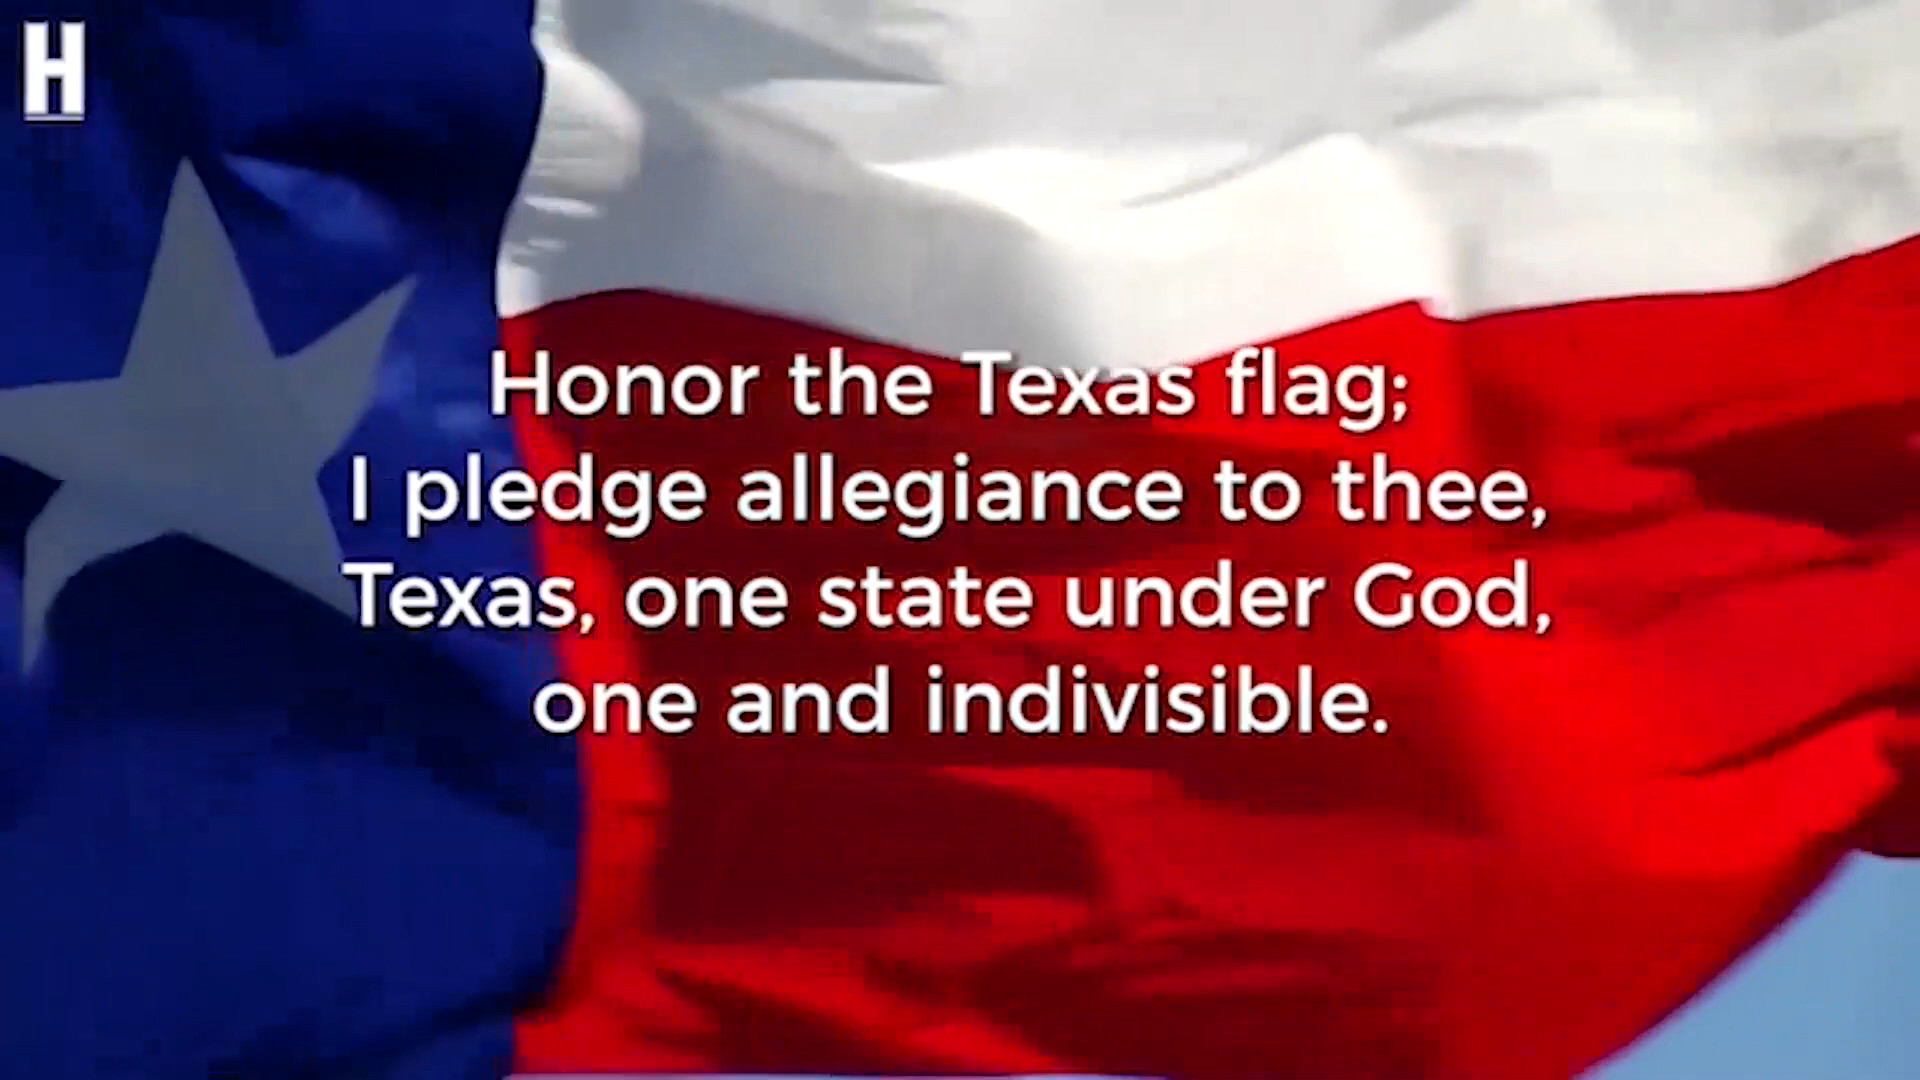 H
Honor the Texas flag;
I pledge allegiance to thee,
Texas, one state under God,
one and indivisible.